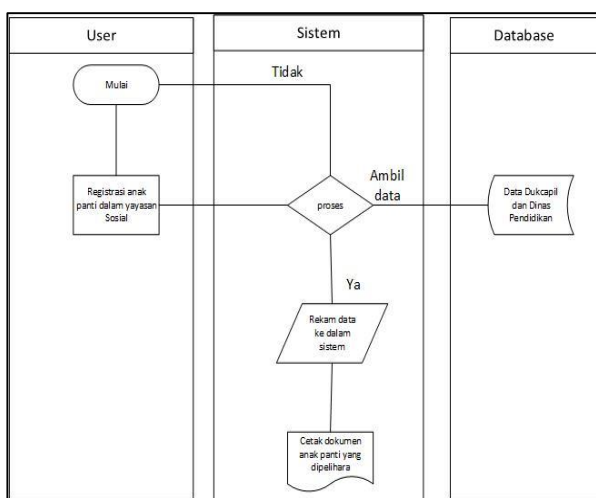 User
Sistem
Database
Mulai
Tidak
Registrasi anak
panti dalam yayasan
Sosial
proses
Ambil
data
Data Dukcapil
dan Dinas
Pendidikan
Ya
Rekam data
ke dalam
sistem
Cetak dokumen
anak panti yang
dipelihara